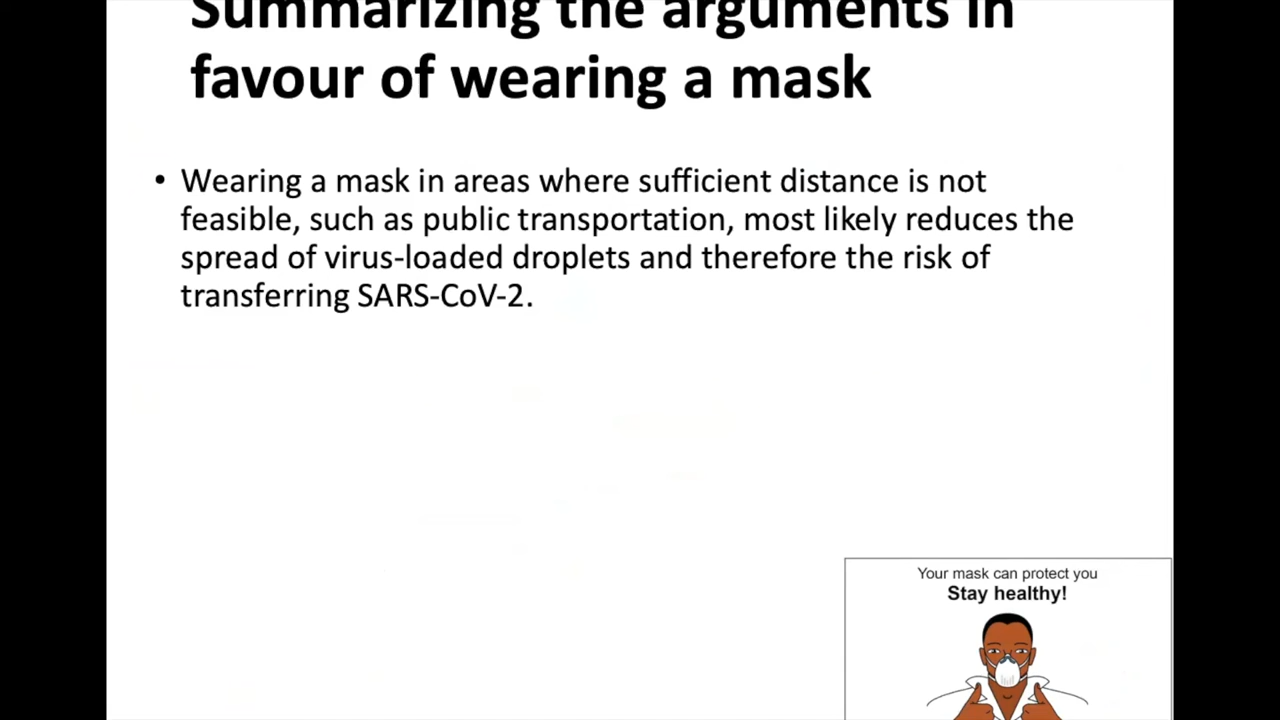 Summarizing the arguments in
favour of wearing a mask
• Wearing a mask in areas where sufficient distance is not
feasible, such as public transportation, most likely reduces the
spread of virus-loaded droplets and therefore the risk of
transferring SARS-CoV-2.
Your mask can protect you
Stay healthy!